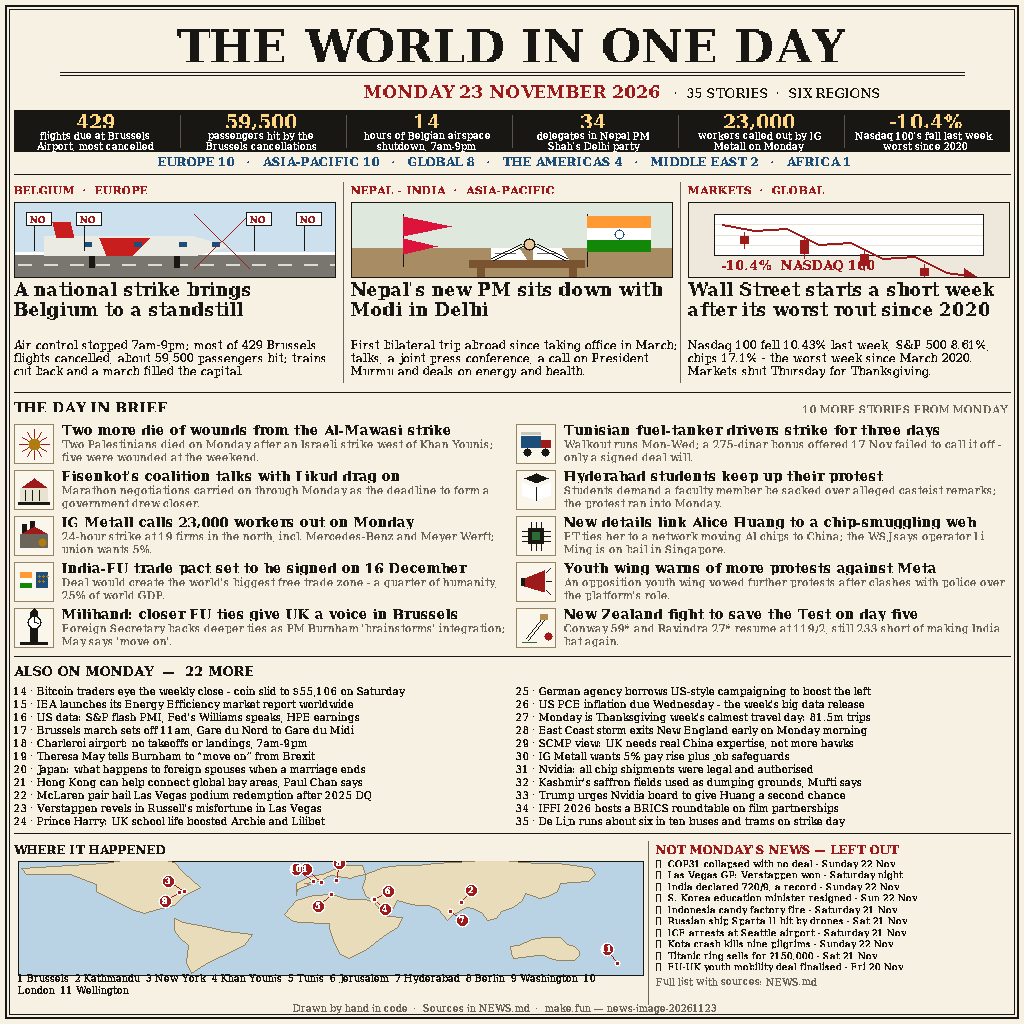 THE WORLD IN ONE DAY
MONDAY 23 NOVEMBER 2026 · 35 STORIES · SIX REGIONS
429
flights due at Brussels
Airport, most cancelled
59,500
passengers hit by the
Brussels cancellations
14
hours of Belgian airspace
shutdown, 7am-9pm
34
delegates in Nepal PM
Shah's Delhi party
23,000
workers called out by IG
Metall on Monday
-10.4%
Nasdaq 100's fall last week
worst since 2020
EUROPE 10 · ASIA-PACIFIC 10 · GLOBAL 8 · THE AMERICAS 4 · MIDDLE EAST 2 · AFRICA 1
BELGIUM · EUROPE
NO NO NO NO
A national strike brings
Belgium to a standstill
Air control stopped 7am-9pm; most of 429 Brussels
flights cancelled, about 59,500 passengers hit; trains
cut back and a march filled the capital.
NEPAL - INDIA · ASIA-PACIFIC
Nepal's new PM sits down with
Modi in Delhi
First bilateral trip abroad since taking office in March;
talks, a joint press conference, a call on President
Murmu and deals on energy and health.
MARKETS · GLOBAL
-10.4% NASDAQ 100
Wall Street starts a short week
after its worst rout since 2020
Nasdaq 100 fell 10.43% last week, S&P 500 8.61%,
chips 17.1% - the worst week since March 2020.
Markets shut Thursday for Thanksgiving.
THE DAY IN BRIEF
10 MORE STORIES FROM MONDAY
Two more die of wounds from the Al-Mawasi strike
Two Palestinians died on Monday after an Israeli strike west of Khan Younis;
five were wounded at the weekend.
Eisenkot's coalition talks with Likud drag on
Marathon negotiations carried on through Monday as the deadline to form a
government drew closer.
IG Metall calls 23,000 workers out on Monday
24-hour strike at 19 firms in the north, incl. Mercedes-Benz and Meyer Werft;
union wants 5%.
India-EU trade pact set to be signed on 16 December
Deal would create the world's biggest free trade zone - a quarter of humanity,
25% of world GDP.
Miliband: closer EU ties give UK a voice in Brussels
Foreign Secretary backs deeper ties as PM Burnham 'brainstorms' integration;
May says 'move on'.
Tunisian fuel-tanker drivers strike for three days
Walkout runs Mon-Wed; a 275-dinar bonus offered 17 Nov failed to call it off -
only a signed deal will.
Hyderabad students keep up their protest
Students demand a faculty member be sacked over alleged casteist remarks;
the protest ran into Monday.
New details link Alice Huang to a chip-smuggling web
FT ties her to a network moving AI chips to China; the WSJ says operator Li
Ming is on bail in Singapore.
Youth wing warns of more protests against Meta
An opposition youth wing vowed further protests after clashes with police over
the platform's role.
New Zealand fight to save the Test on day five
Conway 59* and Ravindra 27* resume at 119/2, still 233 short of making India
bat again.
ALSO ON MONDAY — 22 MORE
14 · Bitcoin traders eye the weekly close - coin slid to $55,106 on Saturday
15 · IEA launches its Energy Efficiency market report worldwide
16 · US data: S&P flash PMI, Fed's Williams speaks, HPE earnings
17 · Brussels march sets off 11am, Gare du Nord to Gare du Midi
18 · Charleroi airport: no takeoffs or landings, 7am-9pm
19 · Theresa May tells Burnham to "move on" from Brexit
20 · Japan: what happens to foreign spouses when a marriage ends
21 · Hong Kong can help connect global bay areas, Paul Chan says
22 · McLaren pair hail Las Vegas podium redemption after 2025 DQ
23 · Verstappen revels in Russell's misfortune in Las Vegas
24 · Prince Harry: UK school life boosted Archie and Lilibet
25 · German agency borrows US-style campaigning to boost the left
26 · US PCE inflation due Wednesday - the week's big data release
27 · Monday is Thanksgiving week's calmest travel day: 81.5m trips
28 · East Coast storm exits New England early on Monday morning
29 · SCMP view: UK needs real China expertise, not more hawks
30 · IG Metall wants 5% pay rise plus job safeguards
31 · Nvidia: all chip shipments were legal and authorised
32 · Kashmir's saffron fields used as dumping grounds, Mufti says
33 · Trump urges Nvidia board to give Huang a second chance
34 · IFFI 2026 hosts a BRICS roundtable on film partnerships
35 · De Lijn runs about six in ten buses and trams on strike day
WHERE IT HAPPENED
3 9 8 5 6 4 2 7 1
1 Brussels 2 Kathmandu 3 New York 4 Khan Younis 5 Tunis 6 Jerusalem 7 Hyderabad 8 Berlin 9 Washington 10
London 11 Wellington
NOT MONDAY'S NEWS — LEFT OUT
COP31 collapsed with no deal - Sunday 22 Nov
Las Vegas GP: Verstappen won - Saturday night
India declared 720/9, a record - Sunday 22 Nov
S. Korea education minister resigned - Sun 22 Nov
Indonesia candy factory fire - Saturday 21 Nov
Russian ship Sparta II hit by drones - Sat 21 Nov
ICE arrests at Seattle airport - Saturday 21 Nov
Kota crash kills nine pilgrims - Sunday 22 Nov
Titanic ring sells for ?150,000 - Sat 21 Nov
EU-UK youth mobility deal finalised - Fri 20 Nov
Full list with sources: NEWS.md
Drawn by hand in code · Sources in NEWS.md · make.fun — news-image-20261123